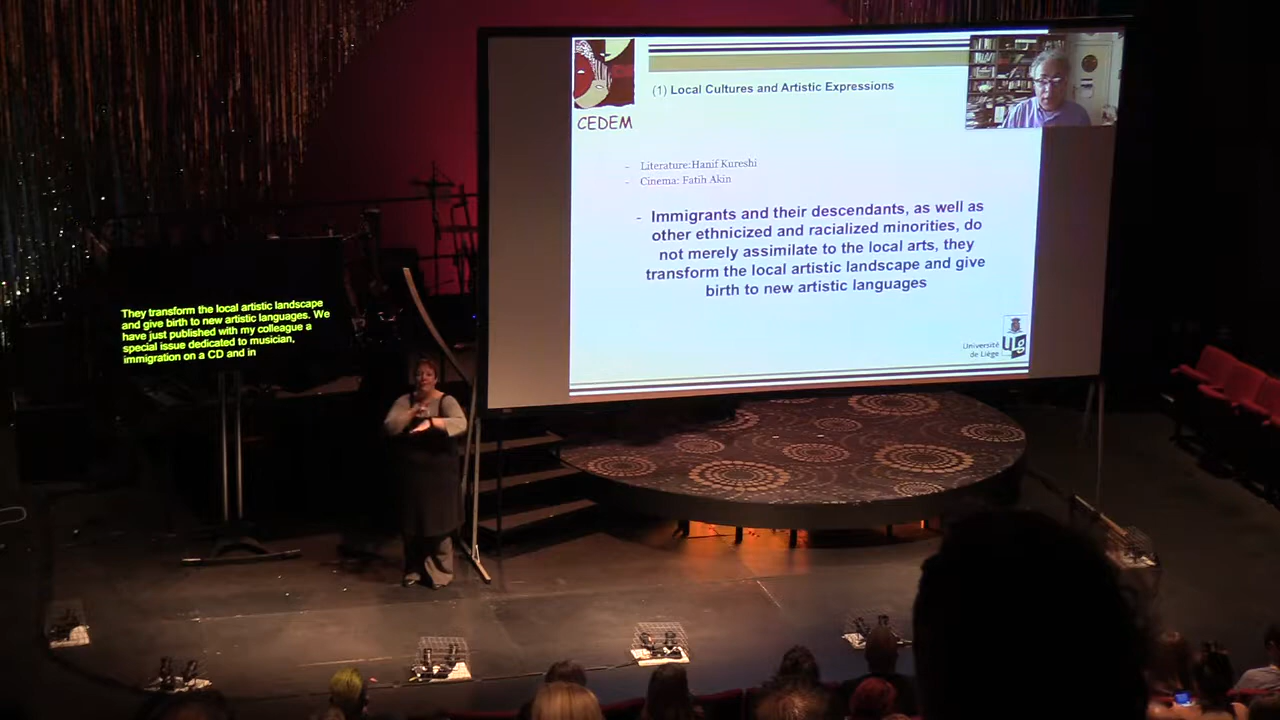 CEDEM
(1) Local Cultures and Artistic Expressions
- Literature:Hanif Kureshi
- Cinema: Fatih Akin
- Immigrants and their descendants, as well as
other ethnicized and racialized minorities, do
not merely assimilate to the local arts, they
transform the local artistic landscape and give
birth to new artistic languages
Université
de Liège
They transform the local artistic landscape
and give birth to new artistic languages. We
have just published with my colleague a
special issue dedicated to musician,
immigration on a CD and in